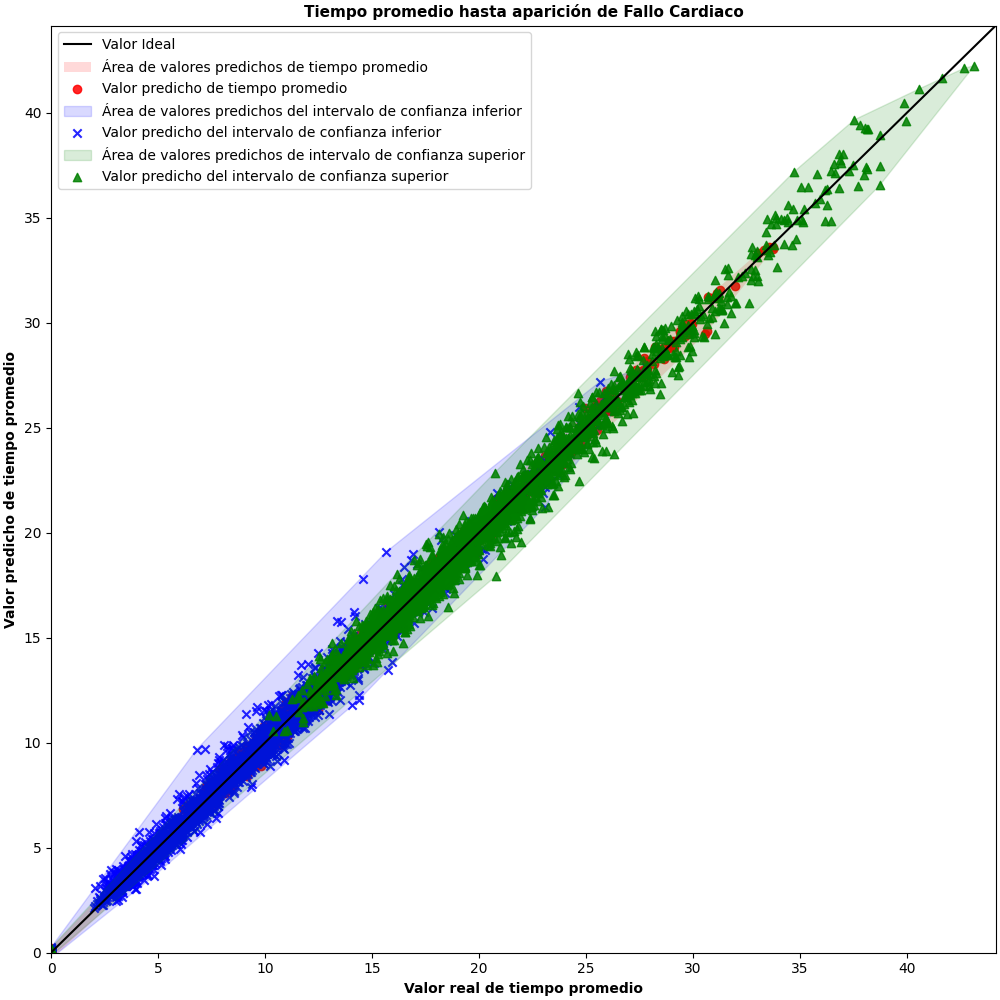 Tiempo promedio hasta aparición de Fallo Cardiaco
Valor Ideal
Área de valores predichos de tiempo promedio
Valor predicho de tiempo promedio
Área de valores predichos del intervalo de confianza inferior
Valor predicho del intervalo de confianza inferior
Área de valores predichos de intervalo de confianza superior
Valor predicho del intervalo de confianza superior
Valor predicho de tiempo promedio
40
35
30
25
20
15
10
5
0
0 5 10 15 20 25 30 35 40
Valor real de tiempo promedio